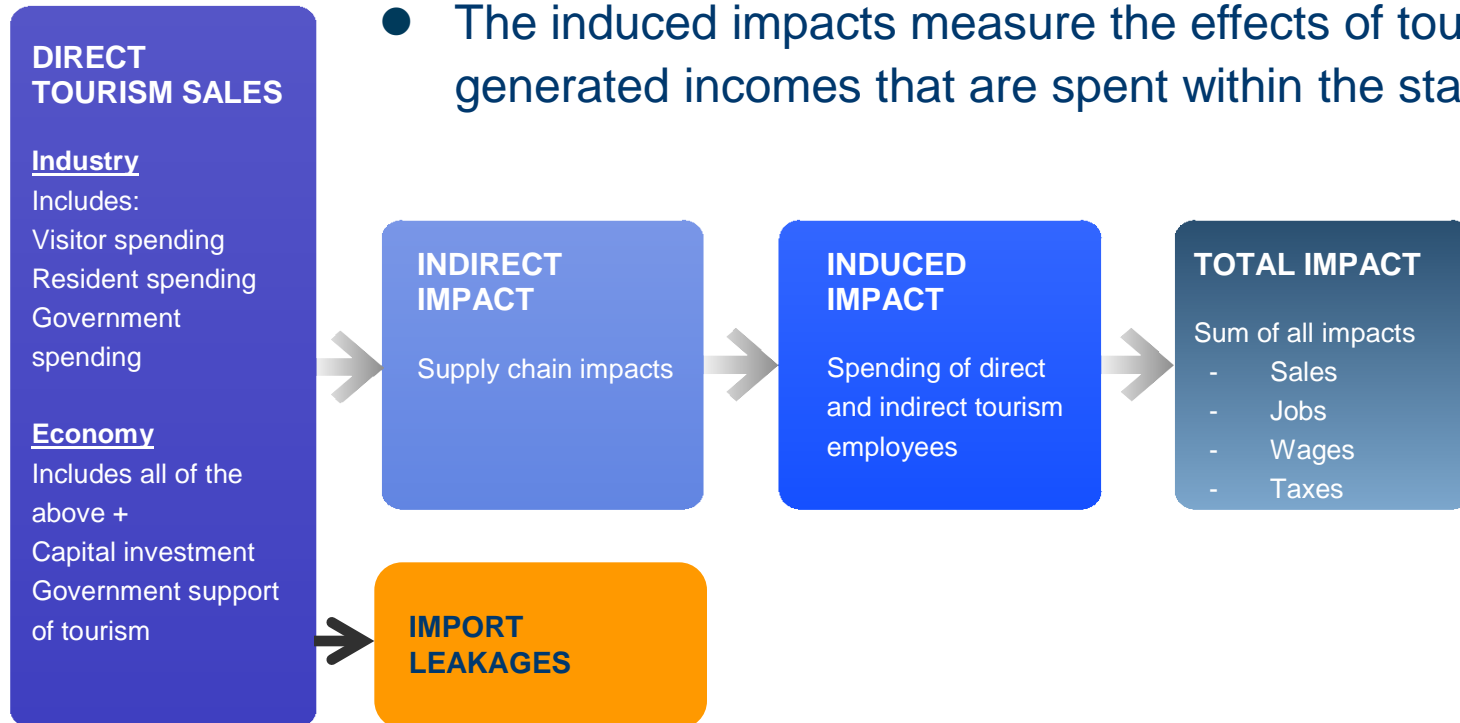 ● The induced impacts measure the effects of
generated incomes that are spent within the
DIRECT
TOURISM SALES
Industry
Includes:
Visitor spending
Resident spending
Government
spending
Economy
Includes all of the
above +
Capital investment
Government support
of tourism
INDIRECT
IMPACT
Supply chain impacts
INDUCED
IMPACT
Spending of direct
and indirect tourism
employees
TOTAL IMPACT
Sum of all impacts
- Sales
- Jobs
- Wages
- Taxes
IMPORT
LEAKAGES